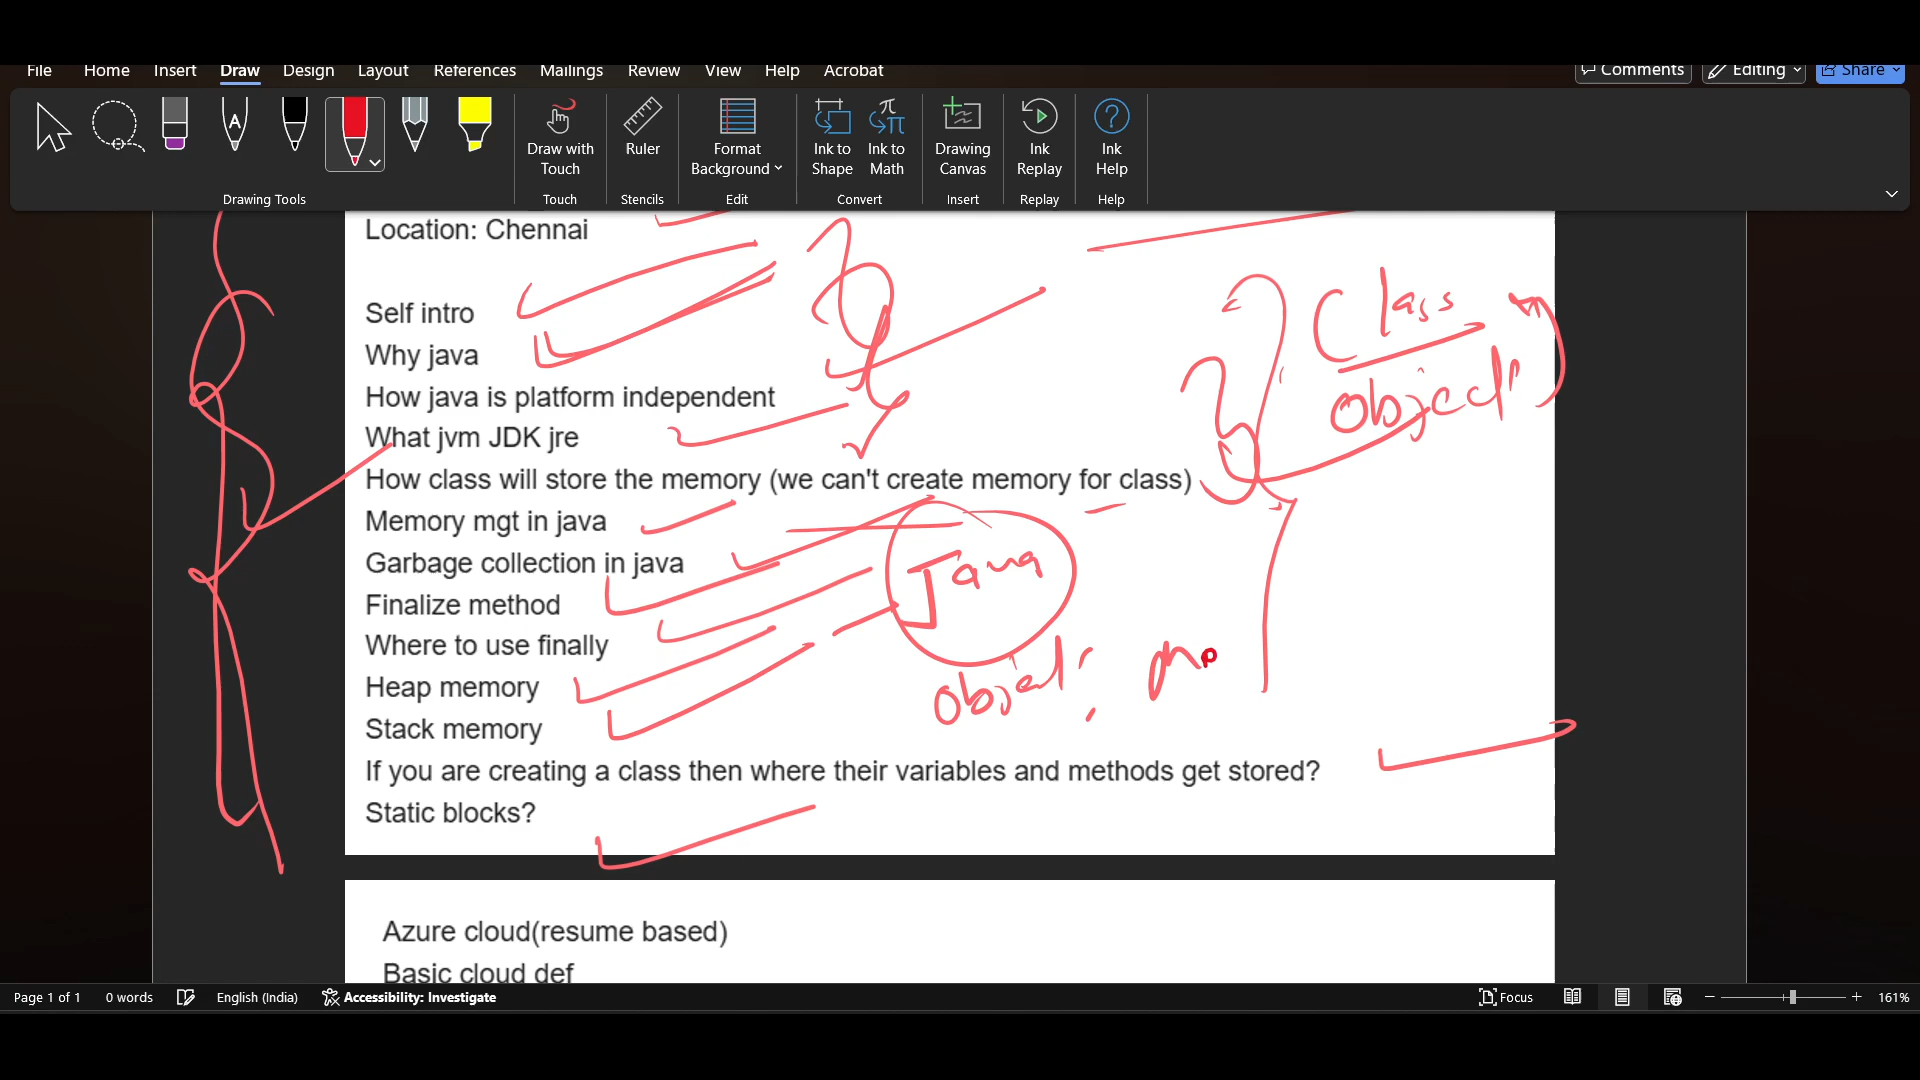 File Home Insert Draw Design Layout References Mailings Review View Help Acrobat
Comments Editing Share
Draw with Touch
Ruler
Format Background
Ink to Shape
Ink to Math
Drawing Canvas
Ink Replay
Ink Help
Drawing Tools Touch Stencils Edit Convert Insert Replay Help
Location: Chennai
Self intro
Why java
How java is platform independent
What jvm JDK jre
How class will store the memory (we can't create memory for class)
Memory mgt in java
Garbage collection in java
Finalize method
Where to use finally
Heap memory
Stack memory
If you are creating a class then where their variables and methods get stored?
Static blocks?
Class
Object
Java
Object
Azure cloud(resume based)
Basic cloud def
Page 1 of 1 0 words English (India) Accessibility: Investigate Focus 161%